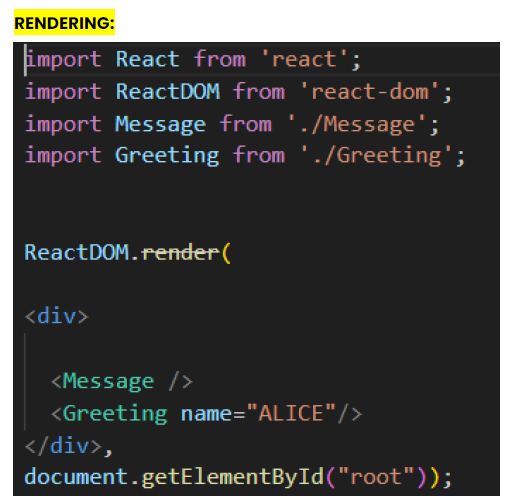 RENDERING:
import React from 'react';
import ReactDOM from 'react-dom';
import Message from './Message';
import Greeting from './Greeting';
ReactDOM.render(
<div>
<Message />
<Greeting name="ALICE"/>
</div>,
document.getElementById("root"));